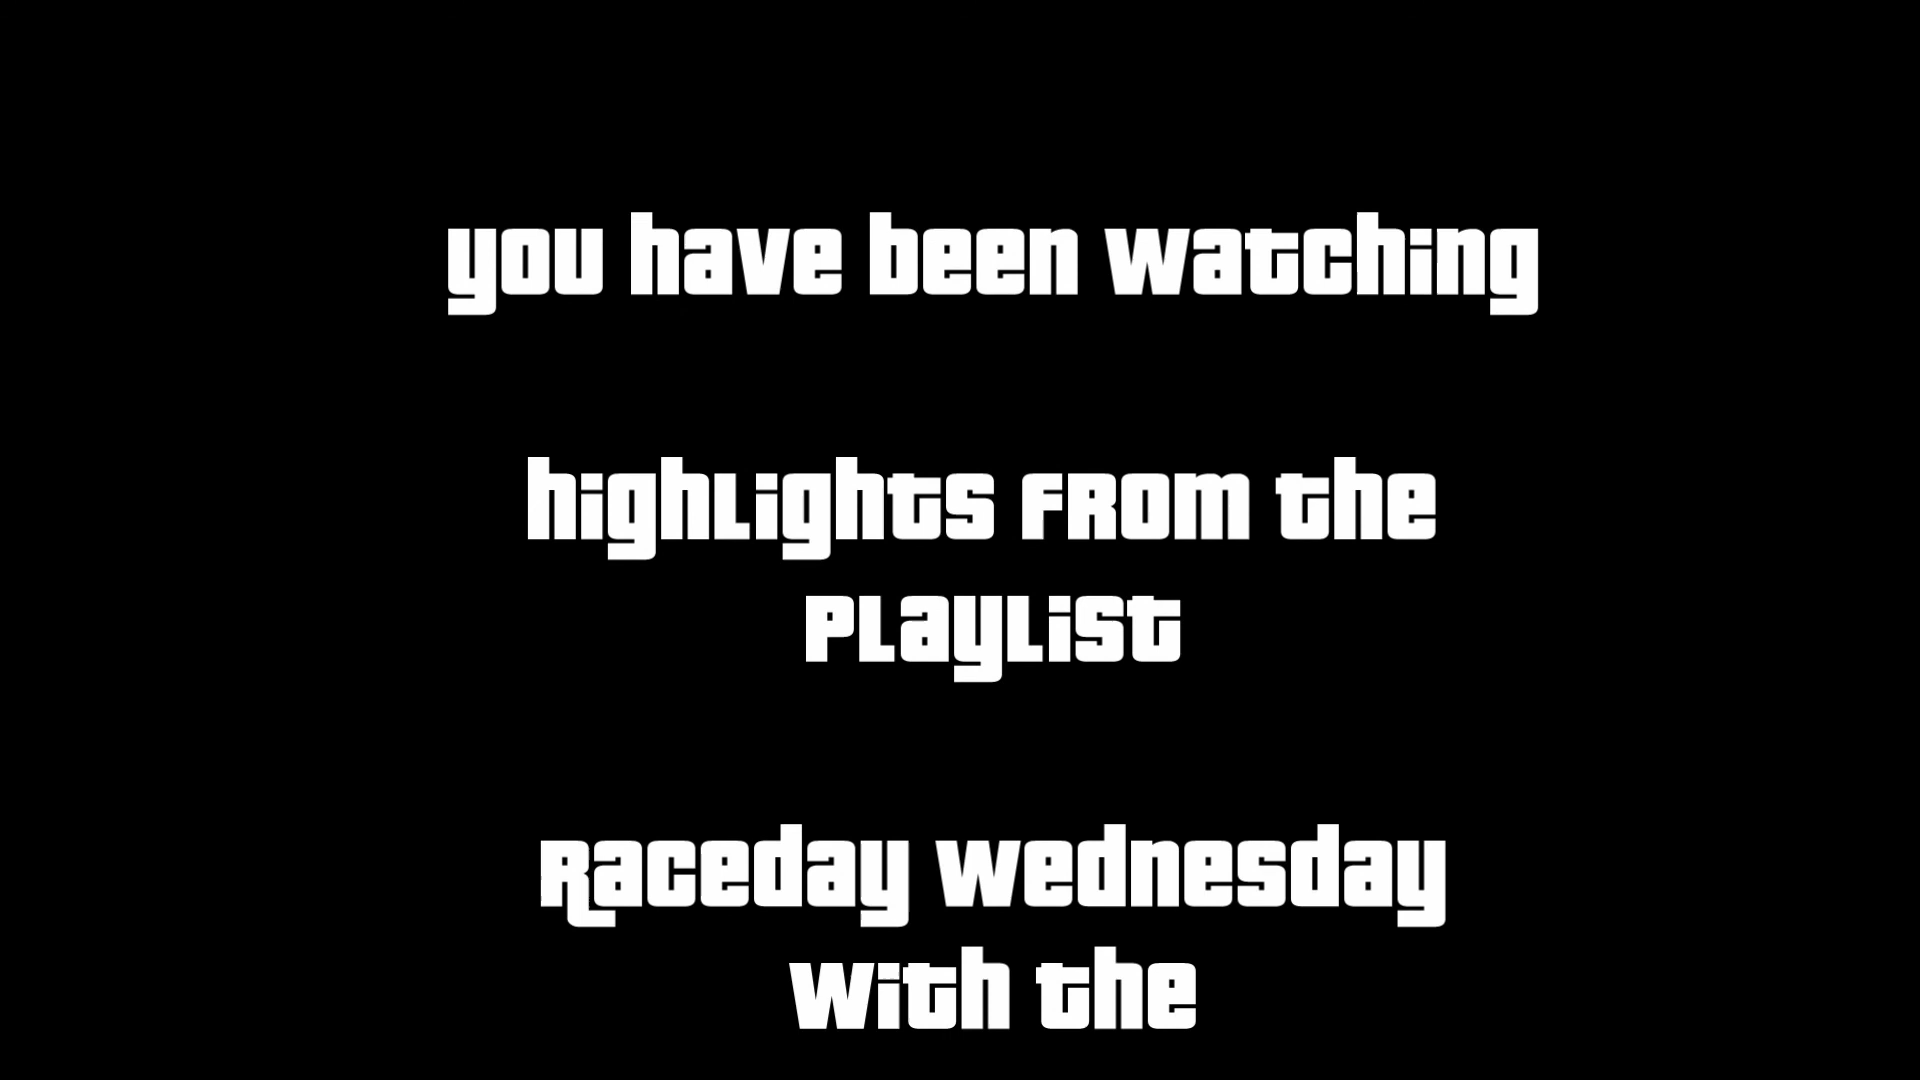 you have been watching
highlights from the
playlist
Raceday wednesday
with the